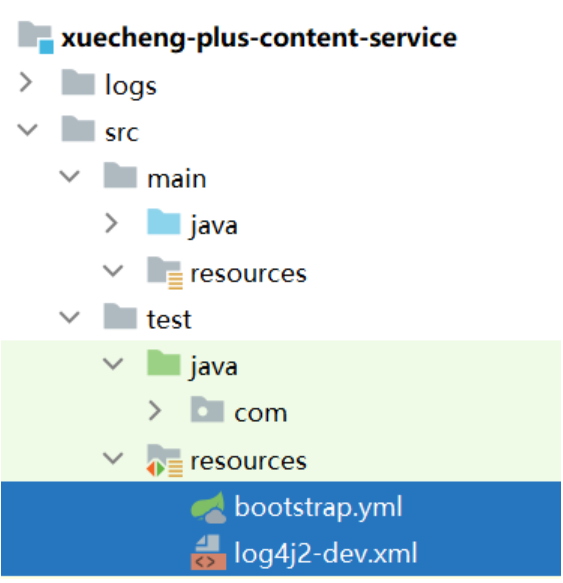 xuecheng-plus-content-service
logs
src
main
java
resources
test
java
com
resources
bootstrap.yml
log4j2-dev.xml